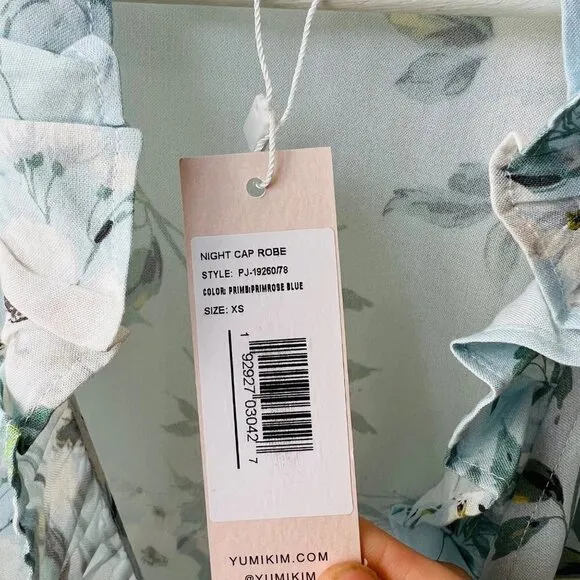 NIGHT CAP ROBE
STYLE: PJ-19260/78
COLOR: PRIMB:PRIMROSE BLUE
SIZE: XS
1 92927 03042 7
YUMIKIM.COM
@YUMIKIM